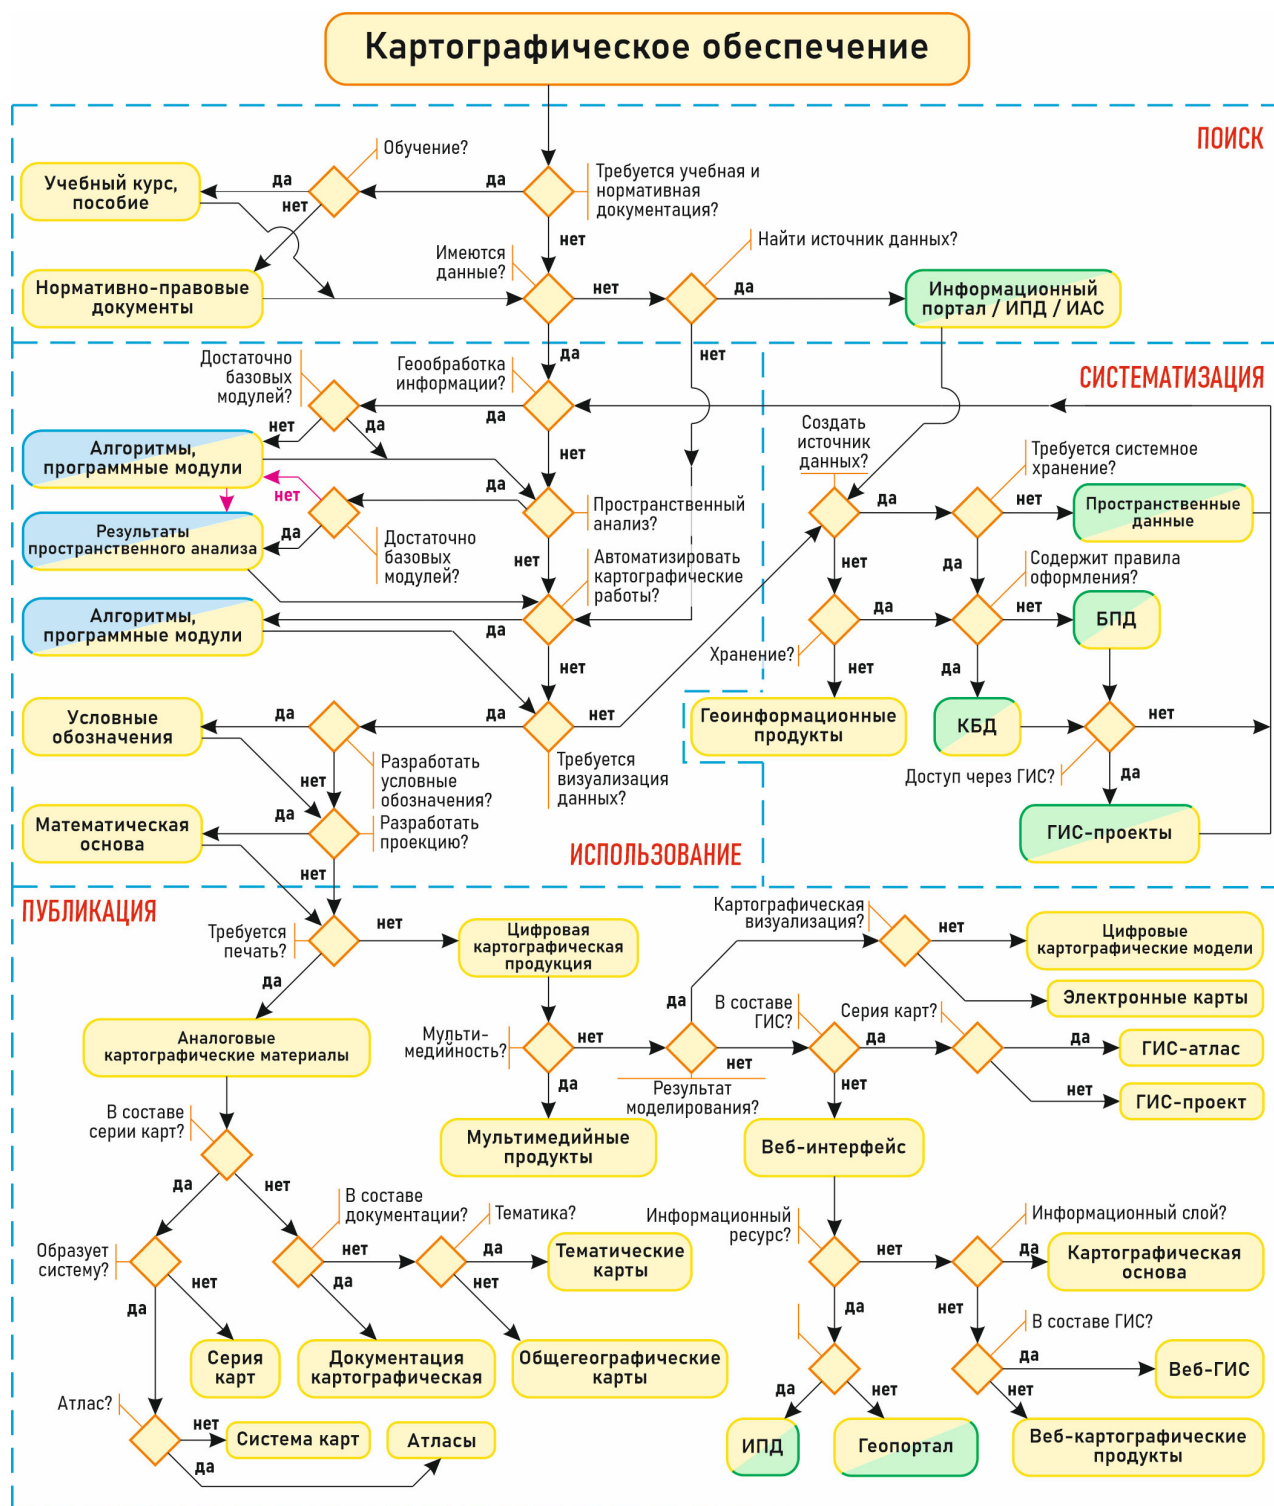 Картографическое обеспечение
ПОИСК
Обучение?
Требуется учебная и
нормативная
документация?
Учебный курс,
пособие
да
да
нет
нет
Найти источник данных?
Имеются
данные?
Нормативно-правовые
документы
нет
да
Информационный
портал / ИПД / ИАС
да
нет
Достаточно
базовых
модулей?
Геообработка
информации?
СИСТЕМАТИЗАЦИЯ
нет
да
да
Создать
источник
данных?
Требуется системное
хранение?
Алгоритмы,
программные модули
нет
нет
да
да
нет
Пространственные
данные
Результаты
пространственного анализа
да
Пространственный
анализ?
Достаточно
базовых
модулей?
нет
Автоматизировать
картографические
работы?
нет
да
Содержит правила
оформления?
Алгоритмы,
программные модули
да
да
нет
БПД
Хранение?
нет
нет
да
Условные
обозначения
да
да
нет
Геоинформационные
продукты
КБД
нет
Разработать
условные
обозначения?
Требуется
визуализация
данных?
нет
Доступ через ГИС?
да
Математическая
основа
да
Разработать
проекцию?
ГИС-проекты
ИСПОЛЬЗОВАНИЕ
нет
ПУБЛИКАЦИЯ
Требуется
печать?
нет
Цифровая
картографическая
продукция
Картографическая
визуализация?
нет
Цифровые
картографические модели
да
да
В составе
ГИС?
Серия карт?
Электронные карты
Аналоговые
картографические материалы
Мульти-
медийность?
нет
нет
да
да
ГИС-атлас
да
Результат
моделирования?
нет
нет
ГИС-проект
В составе
серии карт?
Мультимедийные
продукты
Веб-интерфейс
да
нет
В составе
документации?
Тематика?
Информационный
ресурс?
Информационный слой?
Образует
систему?
нет
да
Тематические
карты
нет
да
Картографическая
основа
нет
да
нет
да
да
нет
В составе ГИС?
Серия
карт
Документация
картографическая
Общегеографические
карты
да
Веб-ГИС
Атлас?
да
нет
нет
нет
Система карт
Атласы
ИПД
Геопортал
Веб-картографические
продукты
да